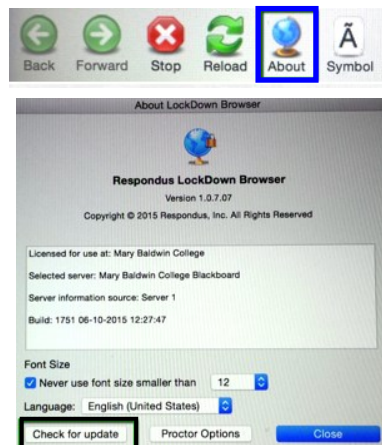 Back Forward Stop Reload About Symbol
Ã
About LockDown Browser
Respondus LockDown Browser
Version 1.0.7.07
Copyright © 2015 Respondus, Inc. All Rights Reserved
Licensed for use at: Mary Baldwin College
Selected server: Mary Baldwin College Blackboard
Server information source: Server 1
Build: 1751 06-10-2015 12:27:47
Font Size
Never use font size smaller than 12
Language: English (United States)
Check for update Proctor Options Close